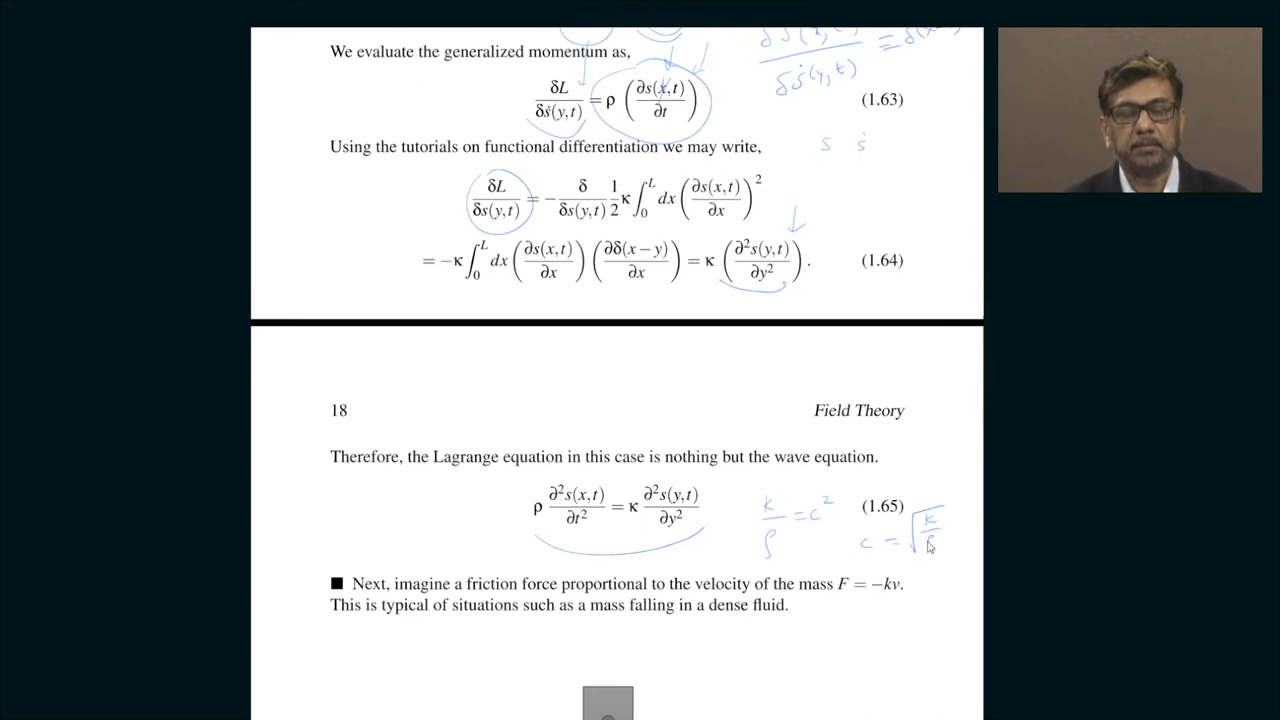 We evaluate the generalized momentum as,
δL/δṡ(y,t) = ρ (∂s(x,t)/∂t) (1.63)
δṡ(y,t)
Using the tutorials on functional differentiation we may write, s ṡ
δL/δs(y,t) = − δ/δs(y,t) 1/2 κ ∫₀ᴸ dx (∂s(x,t)/∂x)²
= −κ ∫₀ᴸ dx (∂s(x,t)/∂x) (∂δ(x−y)/∂x) = κ (∂²s(y,t)/∂y²). (1.64)
18 Field Theory
Therefore, the Lagrange equation in this case is nothing but the wave equation.
ρ ∂²s(x,t)/∂t² = κ ∂²s(y,t)/∂y² (1.65)
k/ρ = c²
c = √(k/ρ)
■ Next, imagine a friction force proportional to the velocity of the mass F = −kv.
This is typical of situations such as a mass falling in a dense fluid.